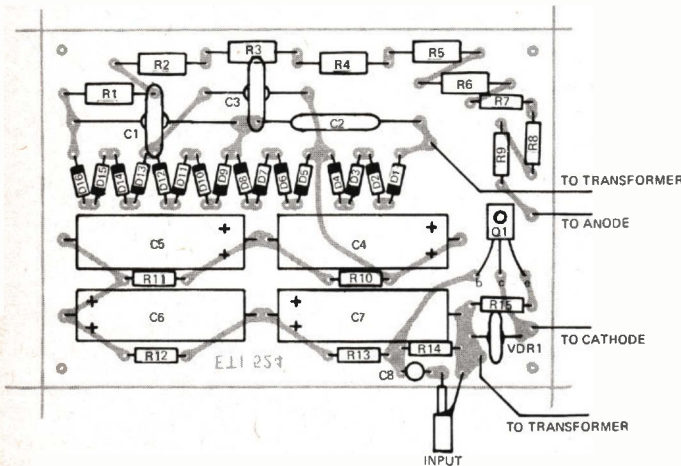 R3
R5
R2
R4
R6
R1
C3
R7
C1
C2
R8
R9
D16 D15 D14 D13 D12 D11 D10 D9 D8 D7 D6 D5 D4 D3 D2 D1
TO TRANSFORMER
TO ANODE
Q1
+ +
C5 C4
+ +
R11 R10
b c e
+ +
R15
C6 C7
+ +
TO CATHODE
VDR1
R12 R13 R14
ETI 524
C8
TO TRANSFORMER
INPUT